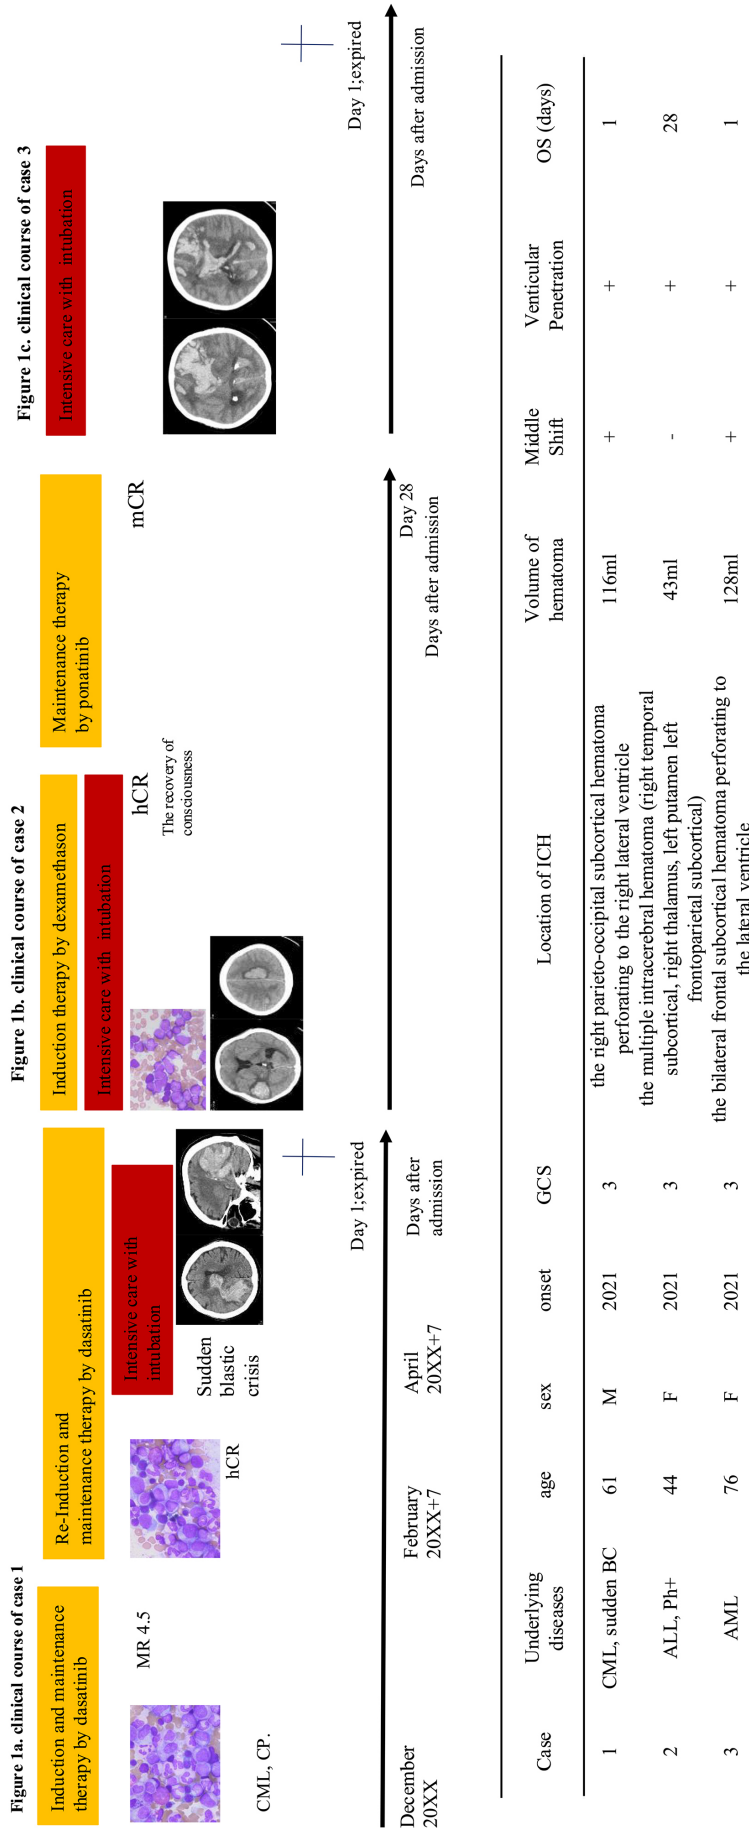 Figure 1a. clinical course of case 1
Induction and maintenance
therapy by dasatinib
MR 4.5
CML, CP.
Re-Induction and
maintenance therapy by dasatinib
Intensive care with
intubation
hCR
Sudden
blastic
crisis
Day 1;expired
December
20XX
February
20XX+7
April
20XX+7
Days after
admission
Figure 1b. clinical course of case 2
Induction therapy by dexamethason
Intensive care with intubation
hCR
The recovery of
consciousness
Maintenance therapy
by ponatinib
mCR
Day 28
Days after admission
Figure 1c. clinical course of case 3
Intensive care with intubation
Day 1;expired
Days after admission
Case Underlying diseases age sex onset GCS Location of ICH Volume of hematoma Middle Shift Venticular Penetration OS (days)
1 CML, sudden BC 61 M 2021 3 the right parieto-occipital subcortical hematoma 116ml + + 1
perforating to the right lateral ventricle
2 ALL, Ph+ 44 F 2021 3 the multiple intracerebral hematoma (right temporal 43ml - + 28
subcortical, right thalamus, left putamen left
frontoparietal subcortical)
3 AML 76 F 2021 3 the bilateral frontal subcortical hematoma perforating to 128ml + + 1
the lateral ventricle